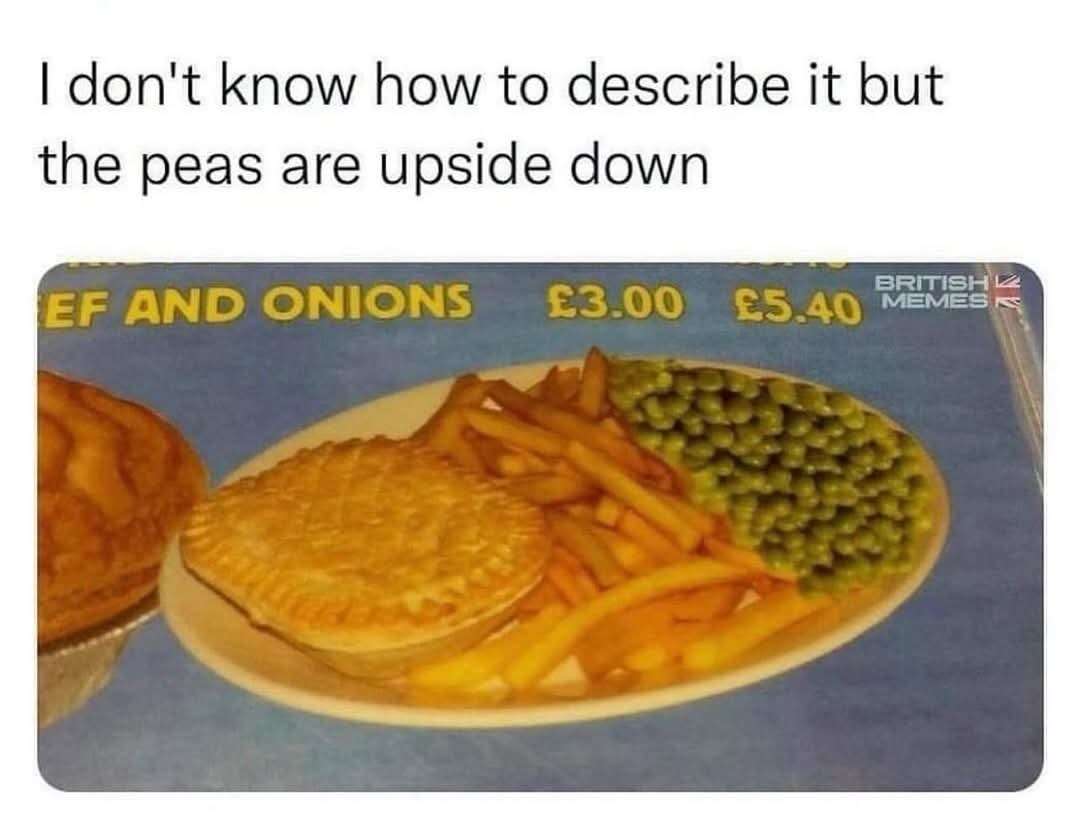 I don't know how to describe it but
the peas are upside down
EF AND ONIONS £3.00 £5.40
BRITISH
MEMES